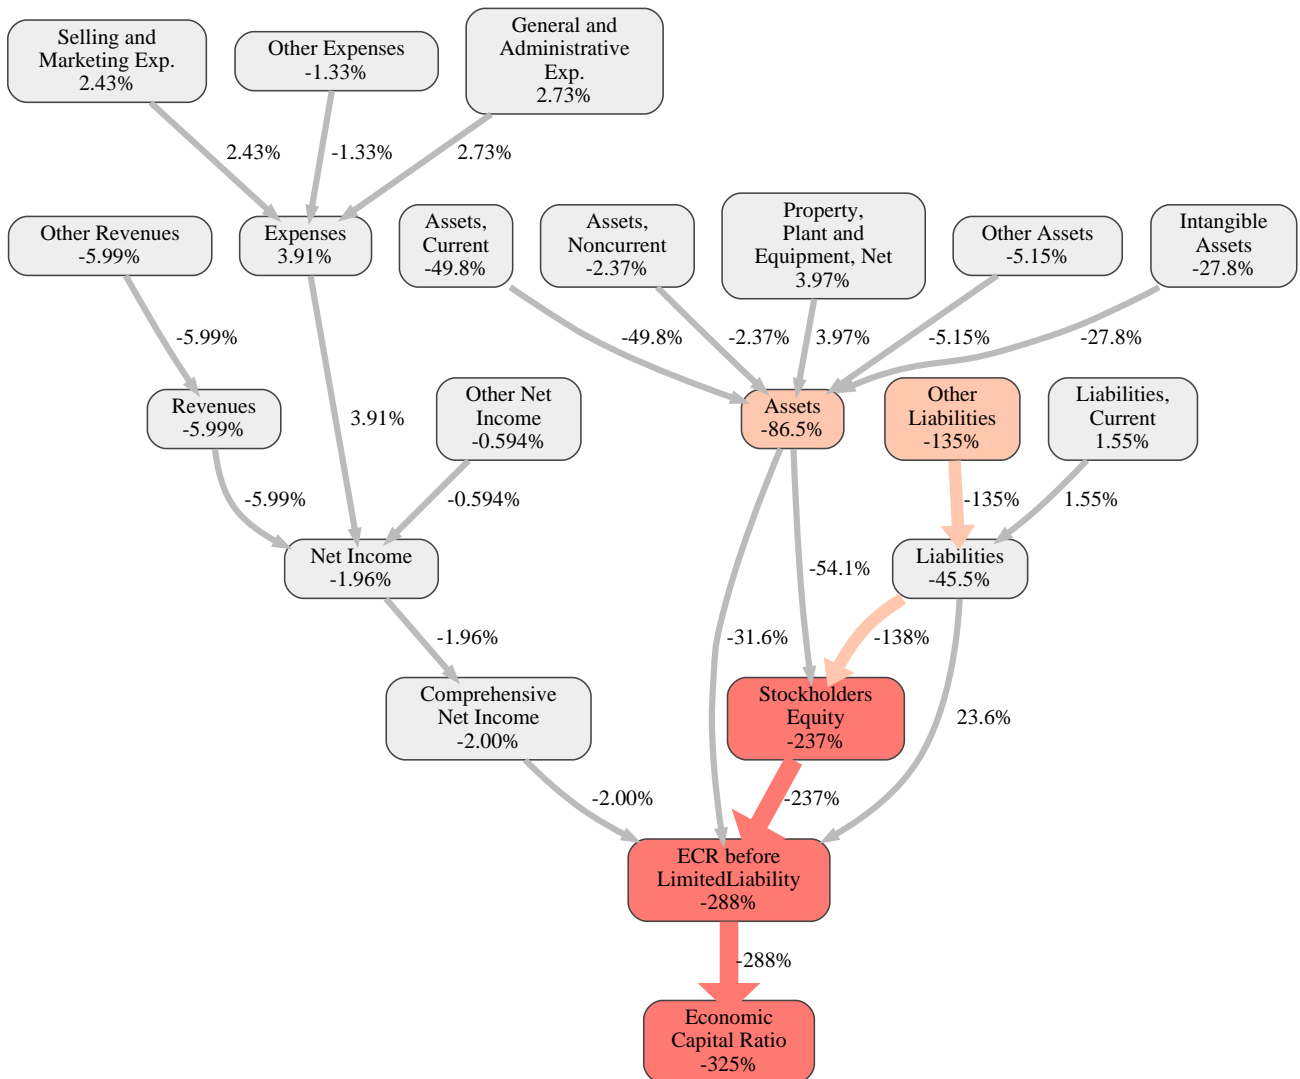 Selling and
Marketing Exp.
2.43%
Other Expenses
-1.33%
General and
Administrative
Exp.
2.73%
2.43%
-1.33%
2.73%
Other Revenues
-5.99%
Expenses
3.91%
Assets,
Current
-49.8%
Assets,
Noncurrent
-2.37%
Property,
Plant and
Equipment, Net
3.97%
Other Assets
-5.15%
Intangible
Assets
-27.8%
-5.99%
-49.8%
-2.37%
3.97%
-5.15%
-27.8%
Revenues
-5.99%
3.91%
Other Net
Income
-0.594%
Assets
-86.5%
Other
Liabilities
-135%
Liabilities,
Current
1.55%
-5.99%
-0.594%
-135%
1.55%
Net Income
-1.96%
-54.1%
Liabilities
-45.5%
-1.96%
-31.6%
-138%
Comprehensive
Net Income
-2.00%
Stockholders
Equity
-237%
23.6%
-2.00%
-237%
ECR before
LimitedLiability
-288%
-288%
Economic
Capital Ratio
-325%